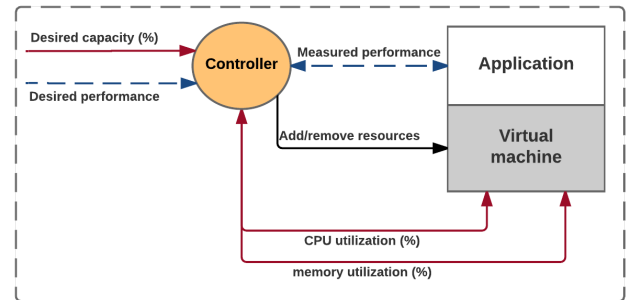 Desired capacity (%)
Desired performance
Controller
Measured performance
Add/remove resources
Application
Virtual
machine
CPU utilization (%)
memory utilization (%)